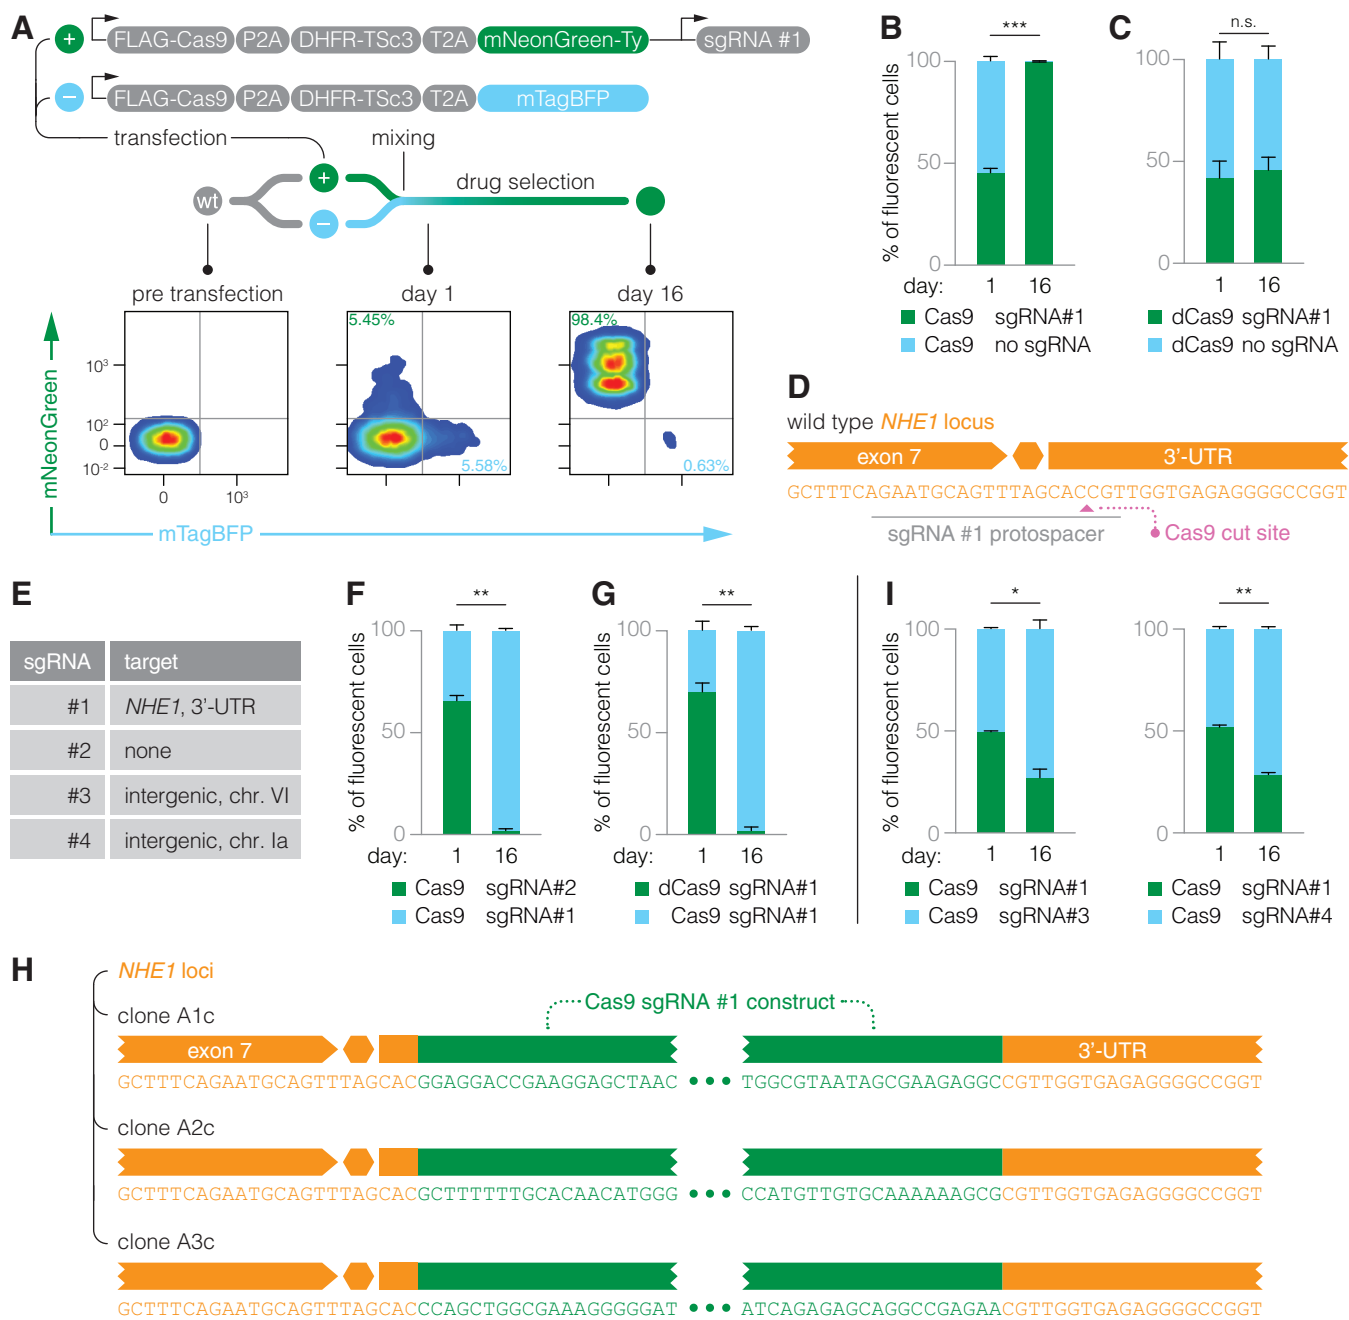 A
+ FLAG-Cas9 P2A DHFR-TSc3 T2A mNeonGreen-Ty sgRNA #1
− FLAG-Cas9 P2A DHFR-TSc3 T2A mTagBFP
transfection mixing
wt + − drug selection
pre transfection day 1 day 16
5.45% 98.4%
10³
10²
0
10⁻²
5.58% 0.63%
0 10³
mNeonGreen
mTagBFP
B
***
% of fluorescent cells
100
50
0
day: 1 16
Cas9 sgRNA#1
Cas9 no sgRNA
C
n.s.
100
50
0
1 16
dCas9 sgRNA#1
dCas9 no sgRNA
D
wild type NHE1 locus
exon 7 3'-UTR
GCTTTCAGAATGCAGTTTAGCACCGTTGGTGAGAGGGGCCGGT
sgRNA #1 protospacer
Cas9 cut site
E
sgRNA target
#1 NHE1, 3'-UTR
#2 none
#3 intergenic, chr. VI
#4 intergenic, chr. Ia
F
**
% of fluorescent cells
100
50
0
day: 1 16
Cas9 sgRNA#2
Cas9 sgRNA#1
G
**
% of fluorescent cells
100
50
0
day: 1 16
dCas9 sgRNA#1
Cas9 sgRNA#1
I
*
% of fluorescent cells
100
50
0
day: 1 16
Cas9 sgRNA#1
Cas9 sgRNA#3
**
100
50
0
1 16
Cas9 sgRNA#1
Cas9 sgRNA#4
H
NHE1 loci
Cas9 sgRNA #1 construct
clone A1c
exon 7 3'-UTR
GCTTTCAGAATGCAGTTTAGCACGGAGGACCGAAGGAGCTAAC ••• TGGCGTAATAGCGAAGAGGCCCGTTGGTGAGAGGGGCCGGT
clone A2c
GCTTTCAGAATGCAGTTTAGCACGCTTTTTTGCACAACATGGG ••• CCATGTTGTGCAAAAAAGCGCGTTGGTGAGAGGGGCCGGT
clone A3c
GCTTTCAGAATGCAGTTTAGCACCCAGCTGGCGAAAGGGGGAT ••• ATCAGAGAGCAGGCCGAGAACGTTGGTGAGAGGGGCCGGT